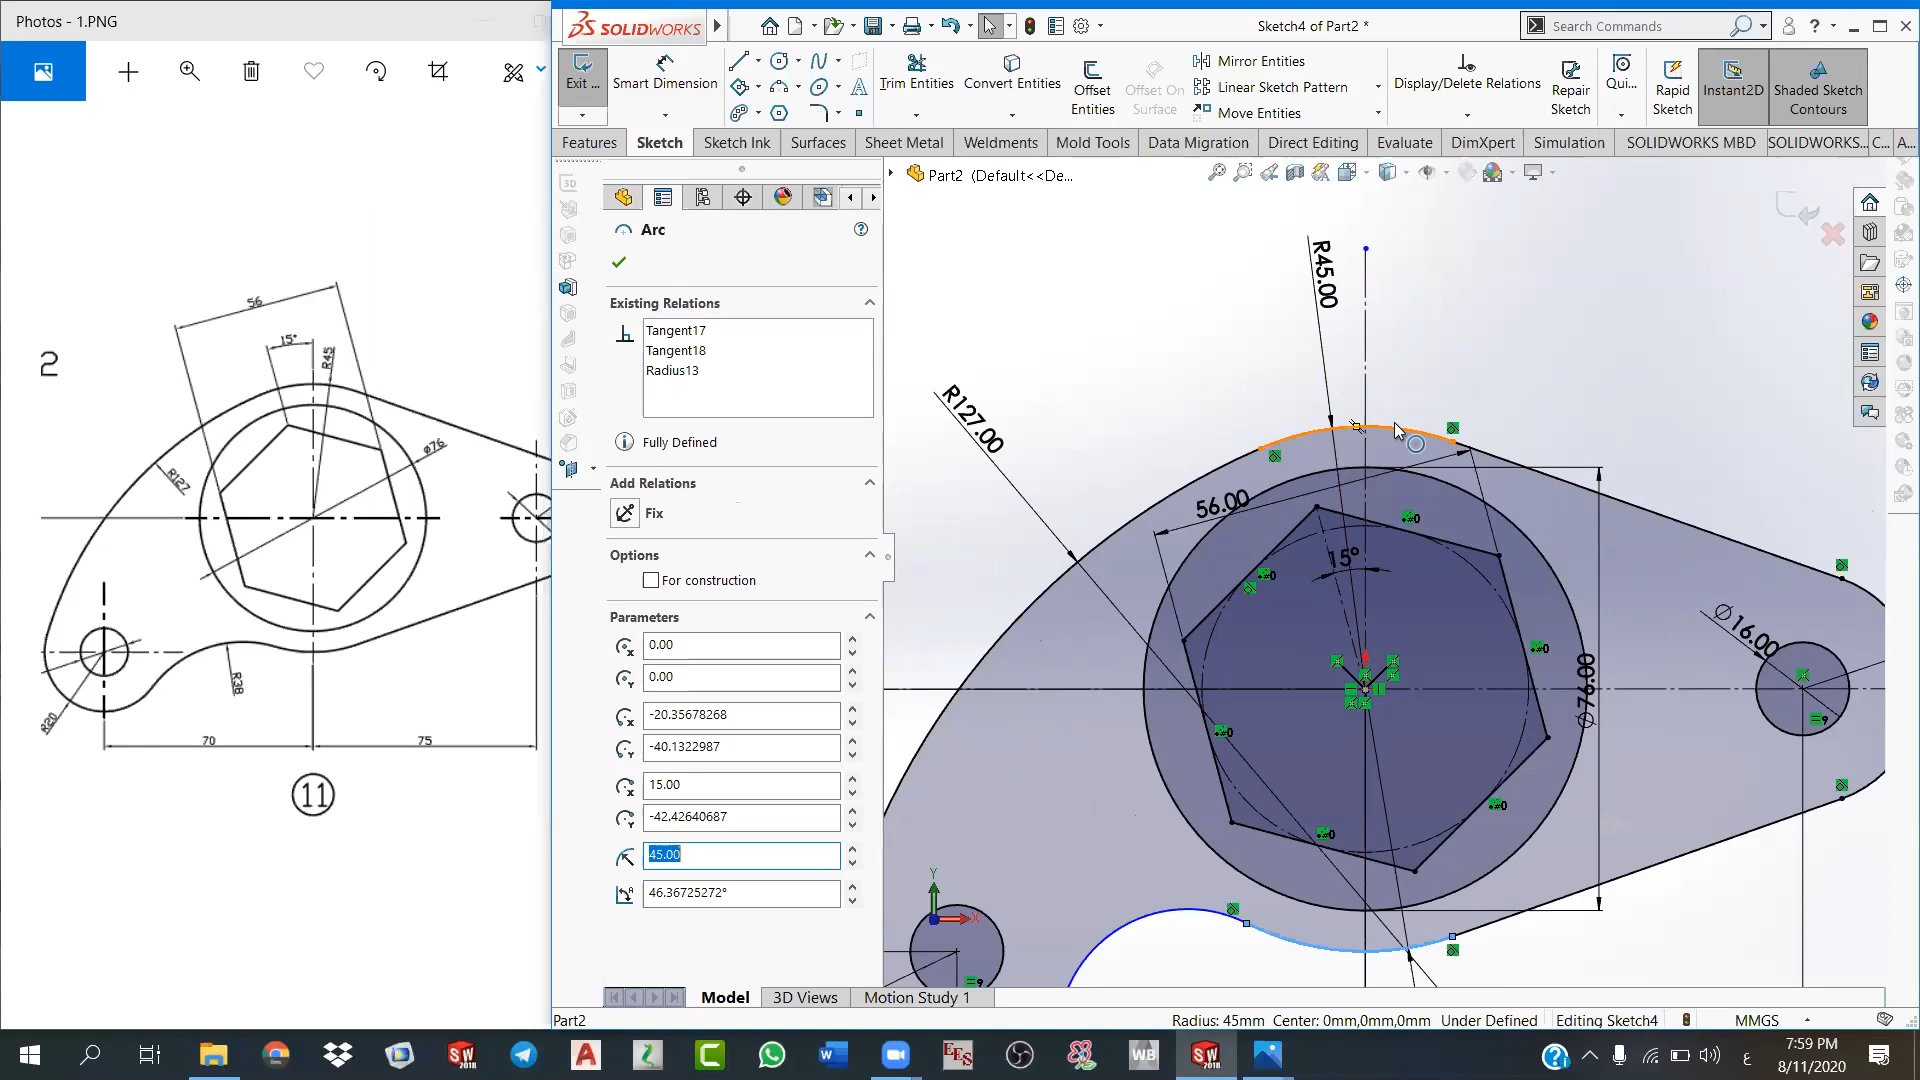 Photos - 1.PNG
56
15°
R45
2
R127
ø76
R38
R20
70
75
11
SOLIDWORKS
Sketch4 of Part2 *
Search Commands
Exit ...
Smart Dimension
Trim Entities
Convert Entities
Offset Entities
Offset On Surface
Mirror Entities
Linear Sketch Pattern
Move Entities
Display/Delete Relations
Repair Sketch
Qui...
Rapid Sketch
Instant2D
Shaded Sketch Contours
Features
Sketch
Sketch Ink
Surfaces
Sheet Metal
Weldments
Mold Tools
Data Migration
Direct Editing
Evaluate
DimXpert
Simulation
SOLIDWORKS MBD
SOLIDWORKS...
C...
A...
Part2 (Default<<De...
Arc
Existing Relations
Tangent17
Tangent18
Radius13
Fully Defined
Add Relations
Fix
Options
For construction
Parameters
0.00
0.00
-20.35678268
-40.1322987
15.00
-42.42640687
45.00
46.36725272°
R45.00
R127.00
56.00
15°
Ø76.00
Ø16.00
Y
X
Model
3D Views
Motion Study 1
Part2
Radius: 45mm Center: 0mm,0mm,0mm
Under Defined
Editing Sketch4
MMGS
SW 2018
A
W
EES
WB
SW 2018
ع
7:59 PM
8/11/2020